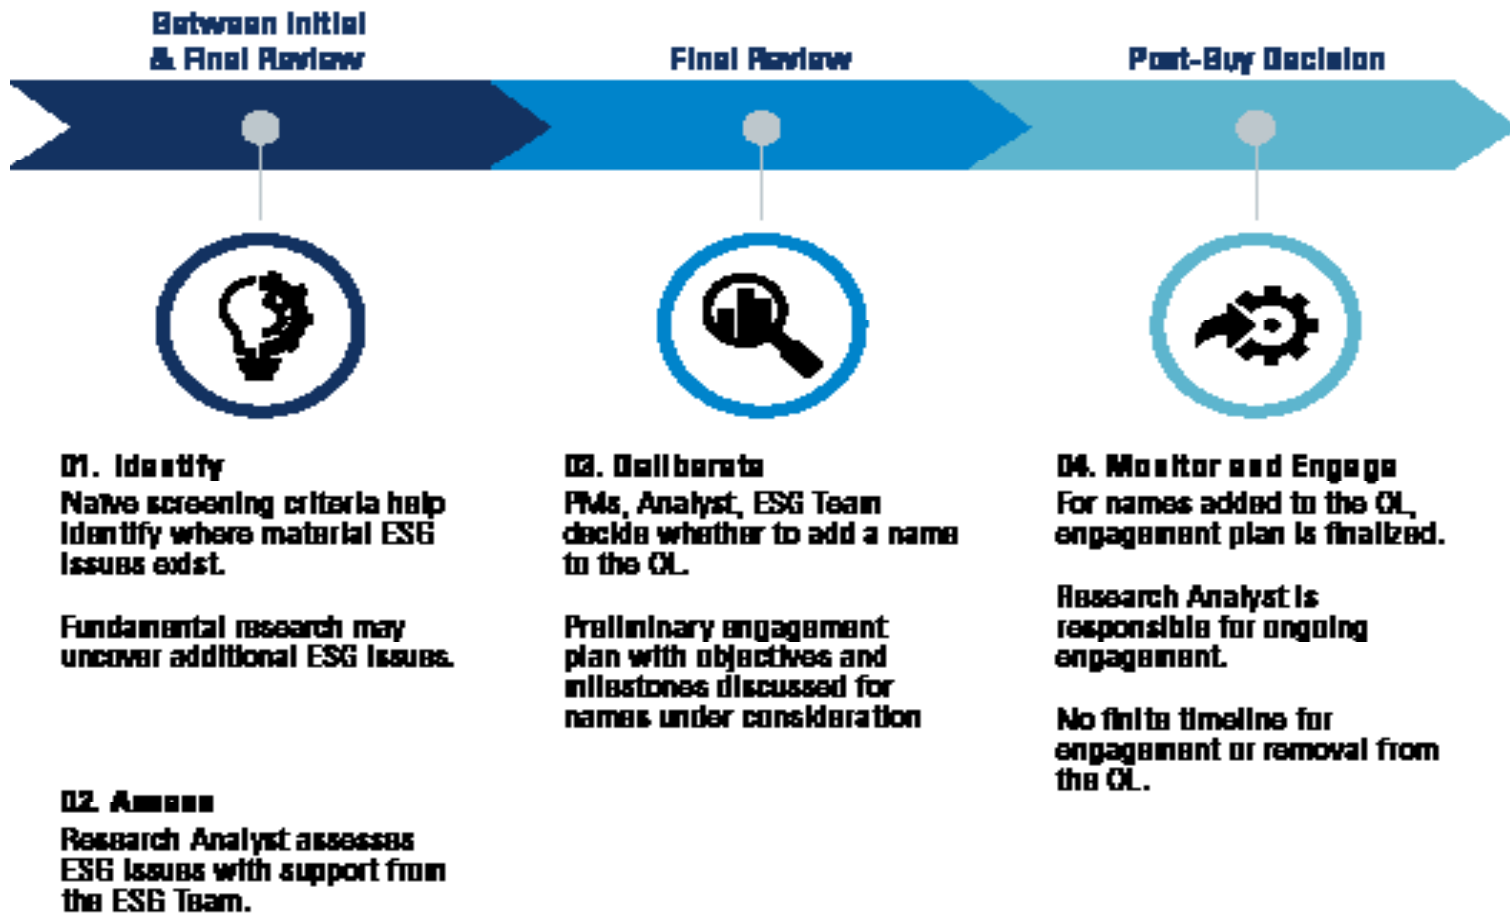 Between Initial
& Final Review
Final Review
Post-Buy Decision
01. Identify
Naïve screening criteria help
identify where material ESG
issues exist.
Fundamental research may
uncover additional ESG issues.
02. Assess
Research Analyst assesses
ESG issues with support from
the ESG Team.
03. Deliberate
PMs, Analyst, ESG Team
decide whether to add a name
to the OL.
Preliminary engagement
plan with objectives and
milestones discussed for
names under consideration
04. Monitor and Engage
For names added to the OL,
engagement plan is finalized.
Research Analyst is
responsible for ongoing
engagement.
No finite timeline for
engagement or removal from
the OL.